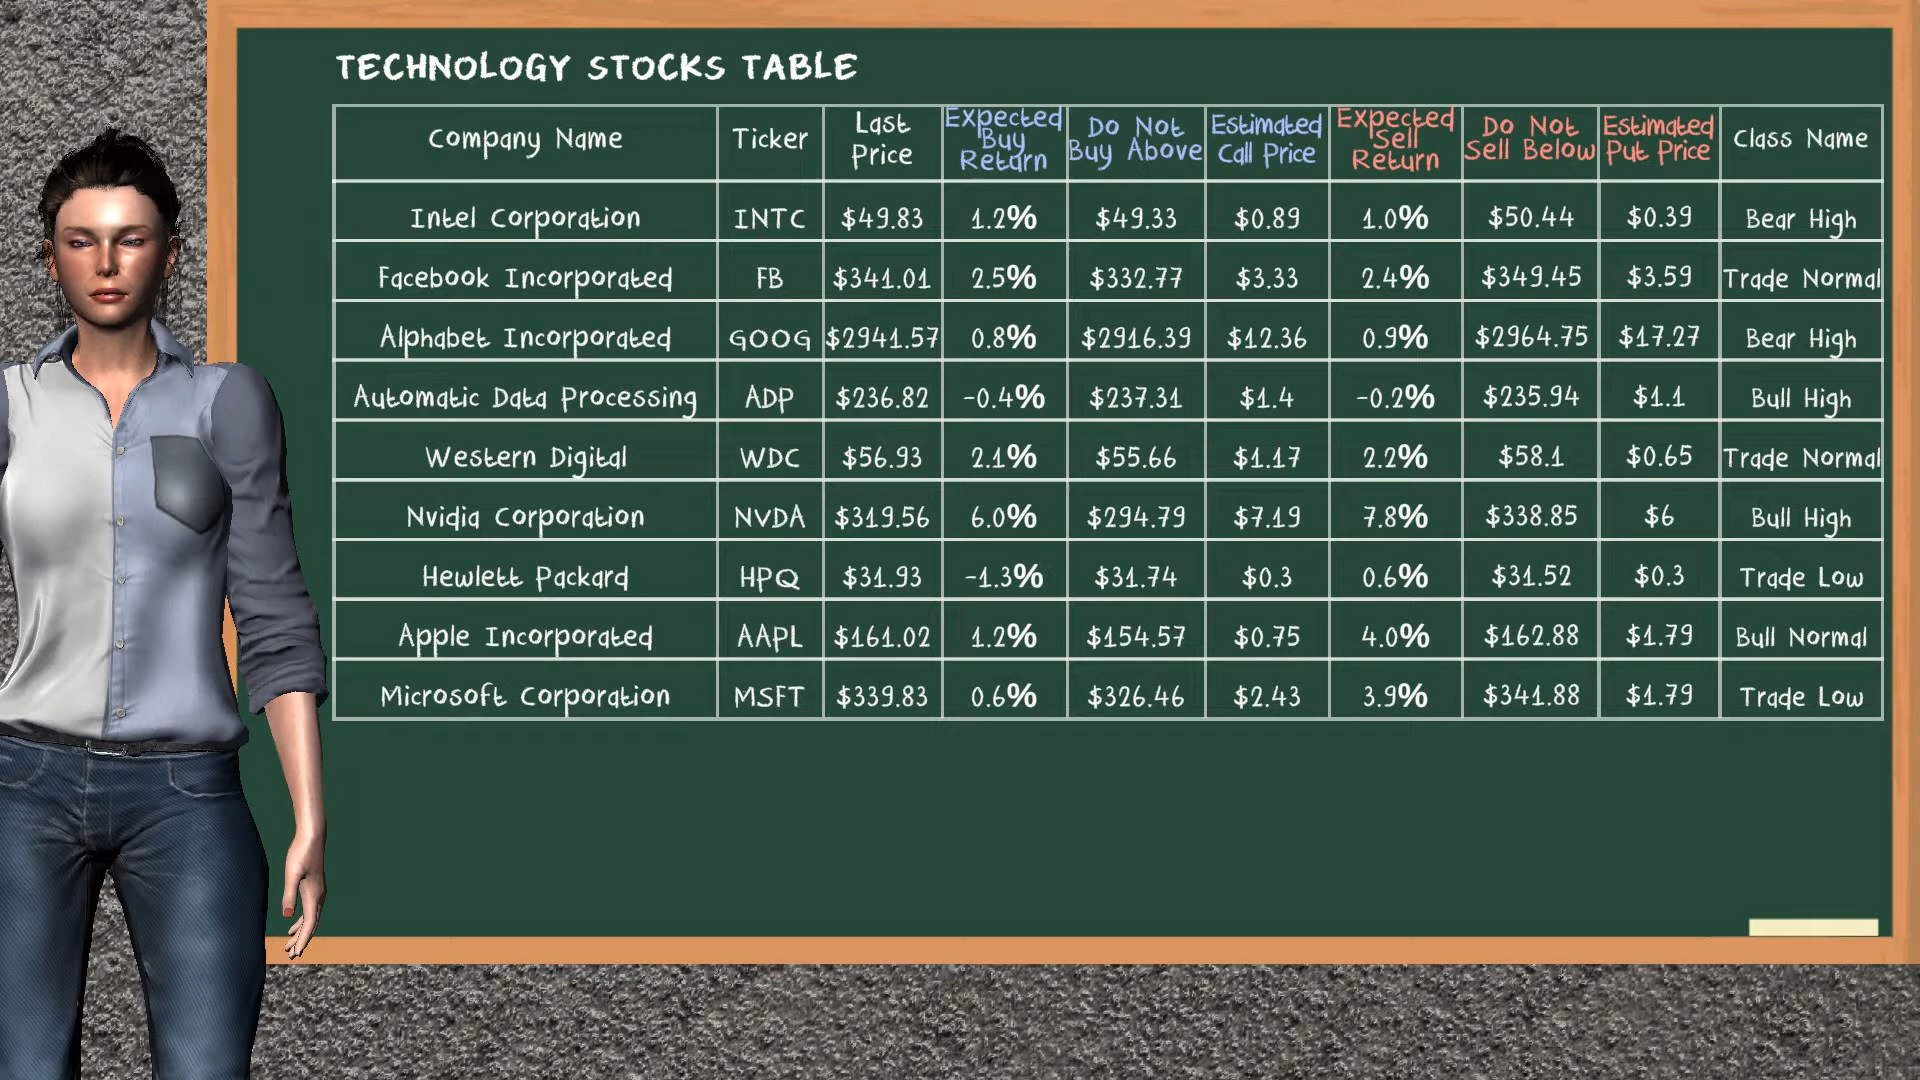 TECHNOLOGY STOCKS TABLE
Company Name Ticker Last Price Expected Buy Return Do Not Buy Above Estimated Call Price Expected Sell Return Do Not Sell Below Estimated Put Price Class Name
Intel Corporation INTC $49.83 1.2% $49.33 $0.89 1.0% $50.44 $0.39 Bear High
Facebook Incorporated FB $341.01 2.5% $332.77 $3.33 2.4% $349.45 $3.59 Trade Normal
Alphabet Incorporated GOOG $2941.57 0.8% $2916.39 $12.36 0.9% $2964.75 $17.27 Bear High
Automatic Data Processing ADP $236.82 -0.4% $237.31 $1.4 -0.2% $235.94 $1.1 Bull High
Western Digital WDC $56.93 2.1% $55.66 $1.17 2.2% $58.1 $0.65 Trade Normal
Nvidia Corporation NVDA $319.56 6.0% $294.79 $7.19 7.8% $338.85 $6 Bull High
Hewlett Packard HPQ $31.93 -1.3% $31.74 $0.3 0.6% $31.52 $0.3 Trade Low
Apple Incorporated AAPL $161.02 1.2% $154.57 $0.75 4.0% $162.88 $1.79 Bull Normal
Microsoft Corporation MSFT $339.83 0.6% $326.46 $2.43 3.9% $341.88 $1.79 Trade Low